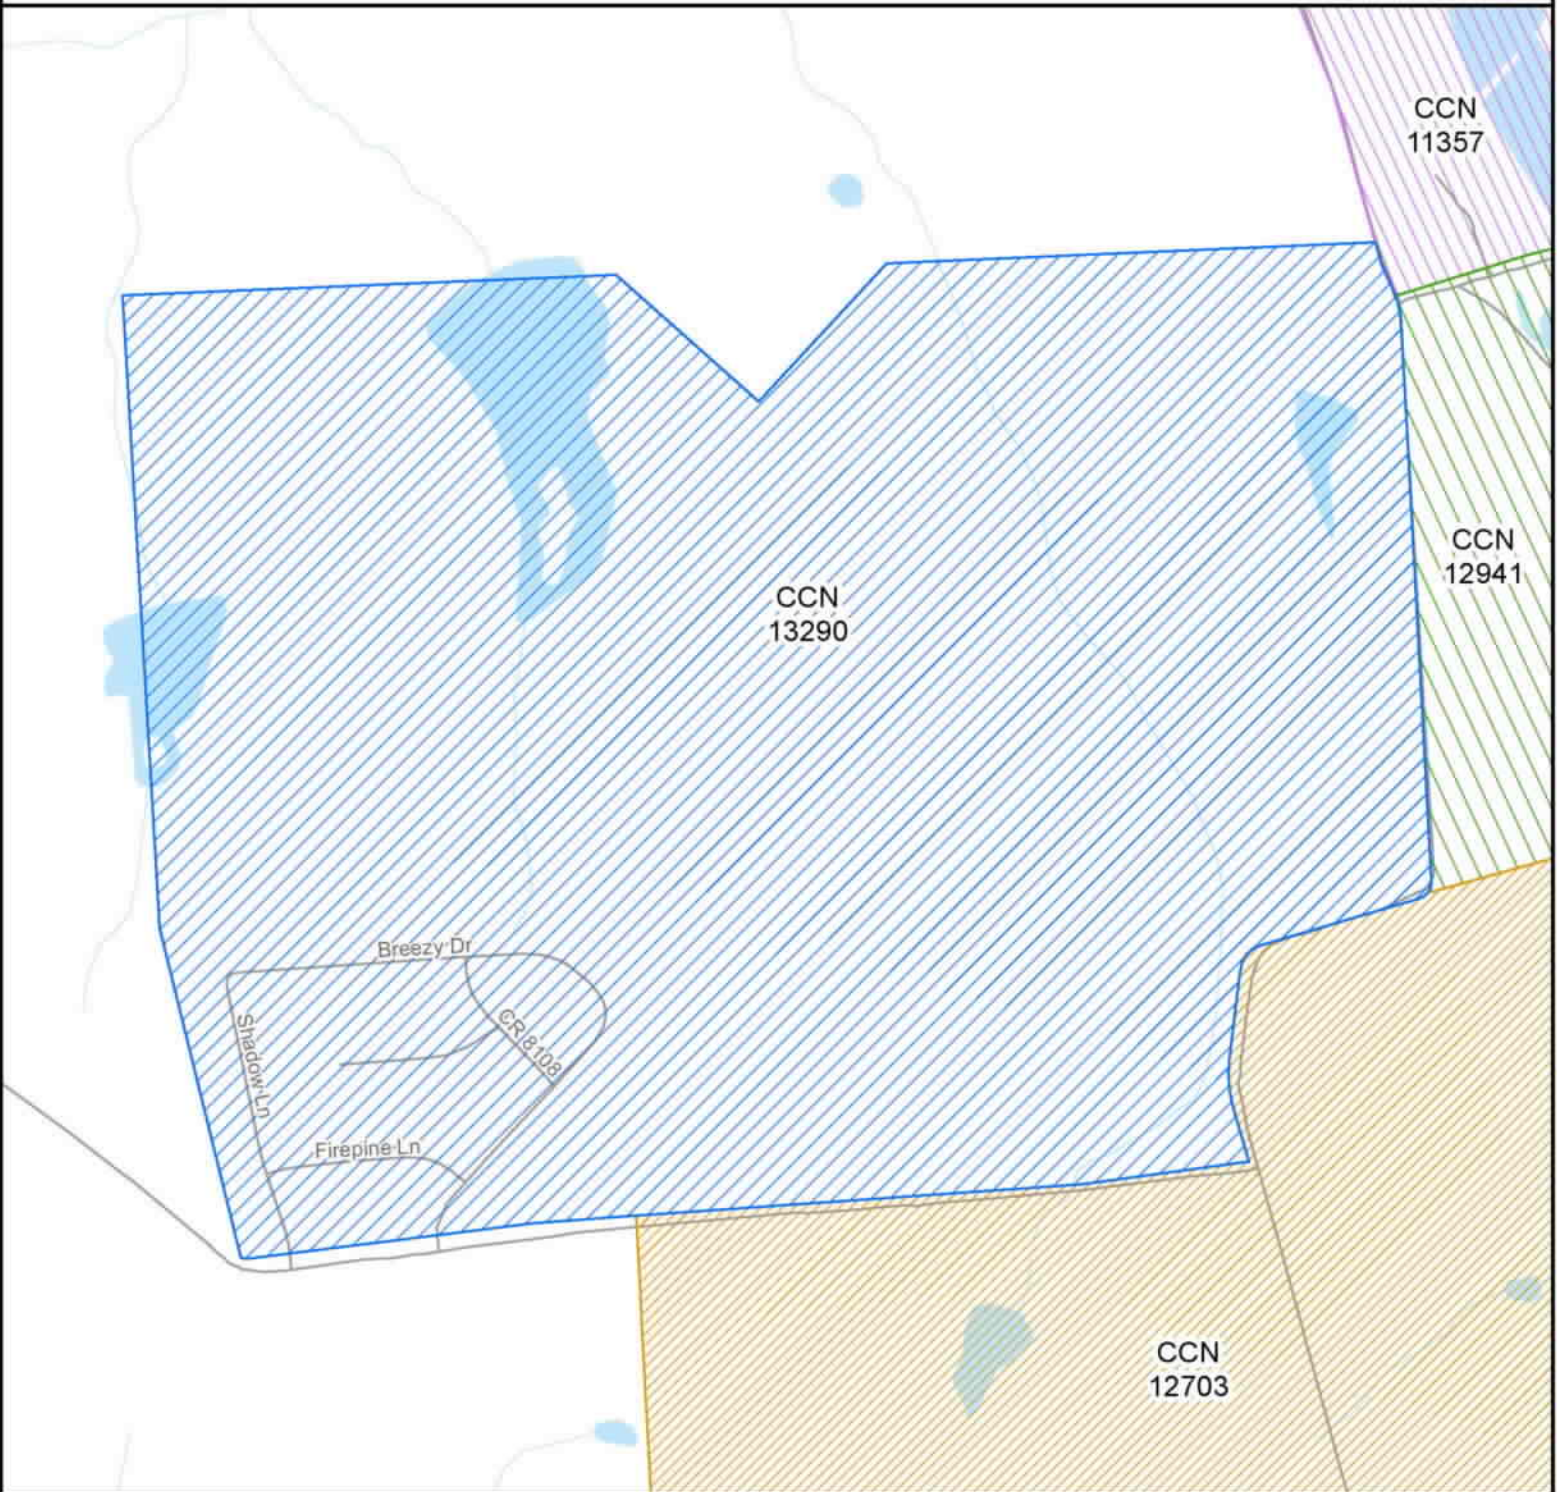 CCN
11357
CCN
12941
CCN
13290
Breezy Dr
CR 8108
Shadow Ln
Firepine Ln
CCN
12703